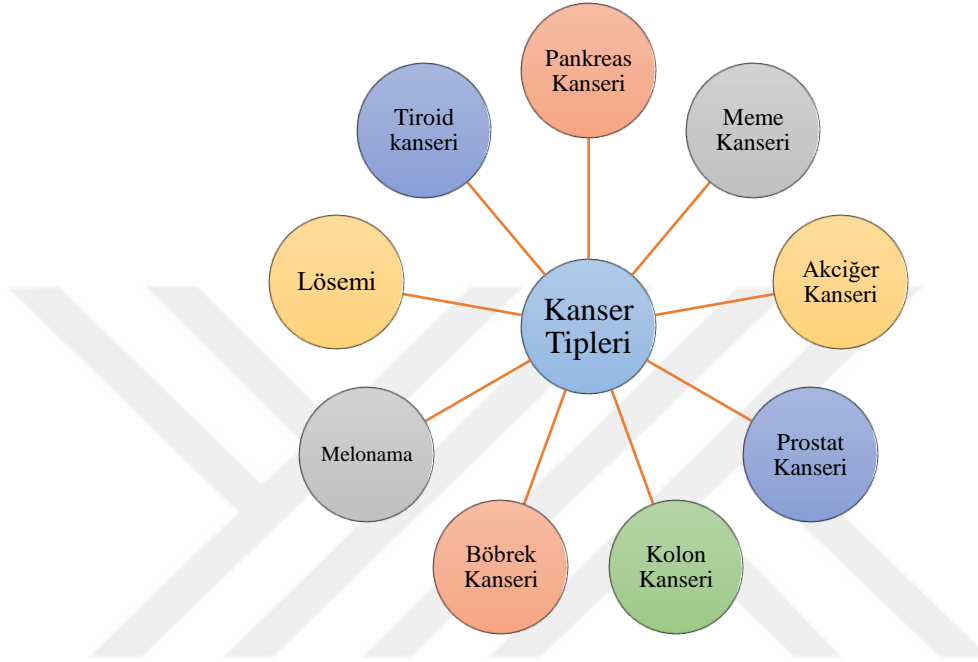 Pankreas
Kanseri
Meme
Kanseri
Akciğer
Kanseri
Prostat
Kanseri
Kolon
Kanseri
Böbrek
Kanseri
Melonama
Lösemi
Tiroid
kanseri
Kanser
Tipleri